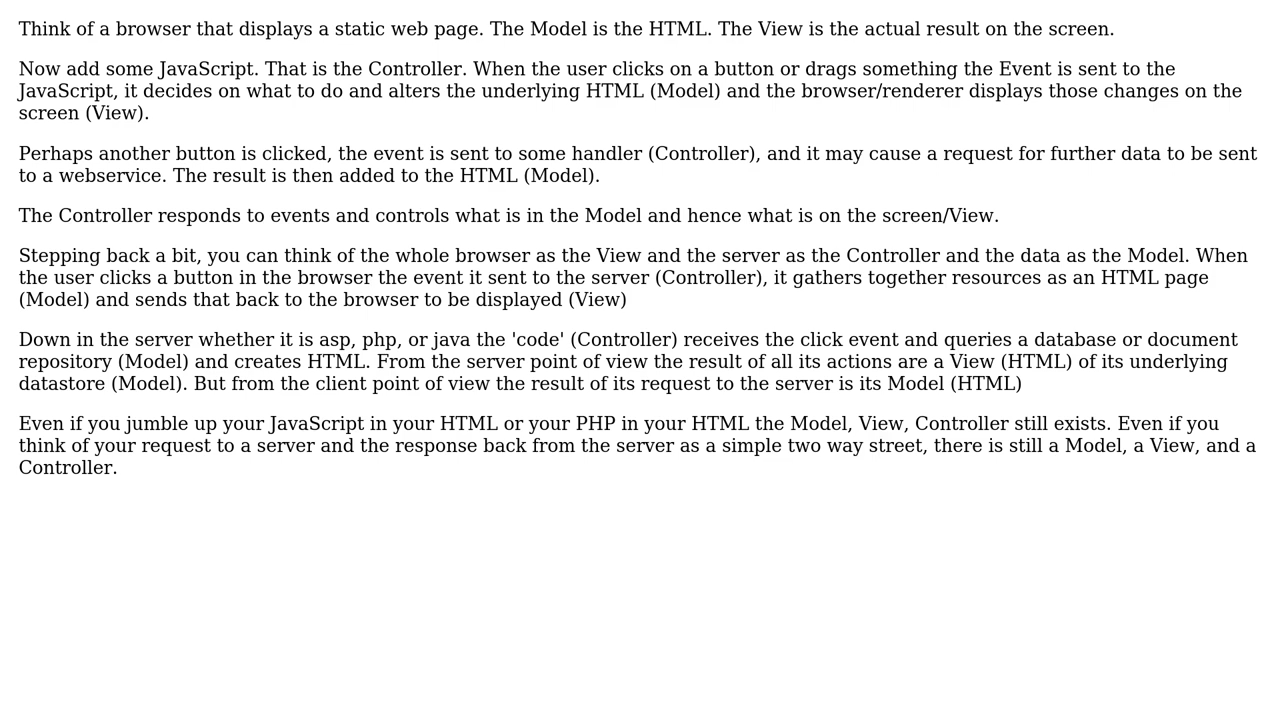 Think of a browser that displays a static web page. The Model is the HTML. The View is the actual result on the screen.
Now add some JavaScript. That is the Controller. When the user clicks on a button or drags something the Event is sent to the
JavaScript, it decides on what to do and alters the underlying HTML (Model) and the browser/renderer displays those changes on the
screen (View).
Perhaps another button is clicked, the event is sent to some handler (Controller), and it may cause a request for further data to be sent
to a webservice. The result is then added to the HTML (Model).
The Controller responds to events and controls what is in the Model and hence what is on the screen/View.
Stepping back a bit, you can think of the whole browser as the View and the server as the Controller and the data as the Model. When
the user clicks a button in the browser the event it sent to the server (Controller), it gathers together resources as an HTML page
(Model) and sends that back to the browser to be displayed (View)
Down in the server whether it is asp, php, or java the 'code' (Controller) receives the click event and queries a database or document
repository (Model) and creates HTML. From the server point of view the result of all its actions are a View (HTML) of its underlying
datastore (Model). But from the client point of view the result of its request to the server is its Model (HTML)
Even if you jumble up your JavaScript in your HTML or your PHP in your HTML the Model, View, Controller still exists. Even if you
think of your request to a server and the response back from the server as a simple two way street, there is still a Model, a View, and a
Controller.